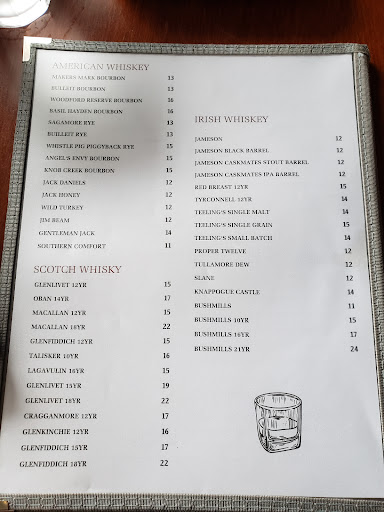 AMERICAN WHISKEY
MAKERS MARK BOURBON 13
BULLEIT BOURBON 13
WOODFORD RESERVE BOURBON 16
BASIL HAYDEN BOURBON 16
SAGAMORE RYE 13
BUILLEIT RYE 13
WHISTLE PIG PIGGYBACK RYE 15
ANGEL'S ENVY BOURBON 15
KNOB CREEK BOURBON 15
JACK DANIELS 12
JACK HONEY 12
WILD TURKEY 12
JIM BEAM 12
GENTLEMAN JACK 14
SOUTHERN COMFORT 11
SCOTCH WHISKY
GLENLIVET 12YR 15
OBAN 14YR 17
MACALLAN 12YR 15
MACALLAN 18YR 22
GLENFIDDICH 12YR 15
TALISKER 10YR 16
LAGAVULIN 16YR 15
GLENLIVET 15YR 19
GLENLIVET 18YR 22
CRAGGANMORE 12YR 17
GLENKINCHIE 12YR 16
GLENFIDDICH 15YR 17
GLENFIDDICH 18YR 22
IRISH WHISKEY
JAMESON 12
JAMESON BLACK BARREL 12
JAMESON CASKMATES STOUT BARREL 12
JAMESON CASKMATES IPA BARREL 12
RED BREAST 12YR 15
TYRCONNELL 12YR 14
TEELING'S SINGLE MALT 14
TEELING'S SINGLE GRAIN 15
TEELING'S SMALL BATCH 14
PROPER TWELVE 12
TULLAMORE DEW 12
SLANE 12
KNAPPOGUE CASTLE 14
BUSHMILLS 11
BUSHMILLS 10YR 15
BUSHMILLS 16YR 17
BUSHMILLS 21YR 24